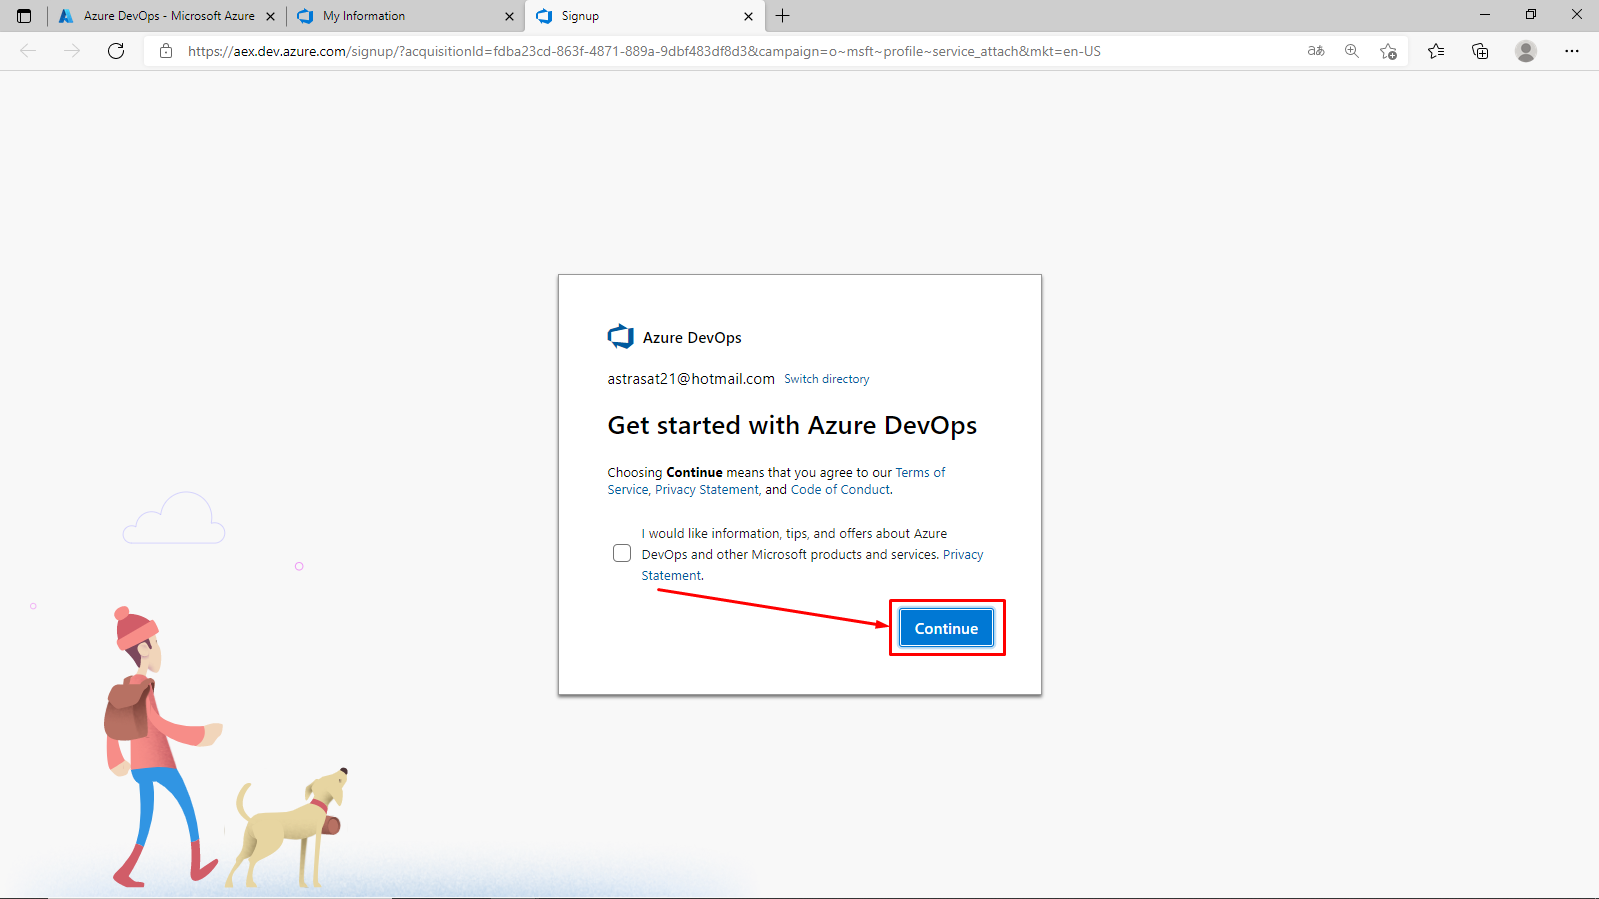 Azure DevOps - Microsoft Azure
My Information
Signup
https://aex.dev.azure.com/signup/?acquisitionId=fdba23cd-863f-4871-889a-9dbf483df8d3&campaign=o~msft~profile~service_attach&mkt=en-US
aあ
Azure DevOps
astrasat21@hotmail.com Switch directory
Get started with Azure DevOps
Choosing Continue means that you agree to our Terms of
Service, Privacy Statement, and Code of Conduct.
I would like information, tips, and offers about Azure
DevOps and other Microsoft products and services. Privacy
Statement.
Continue